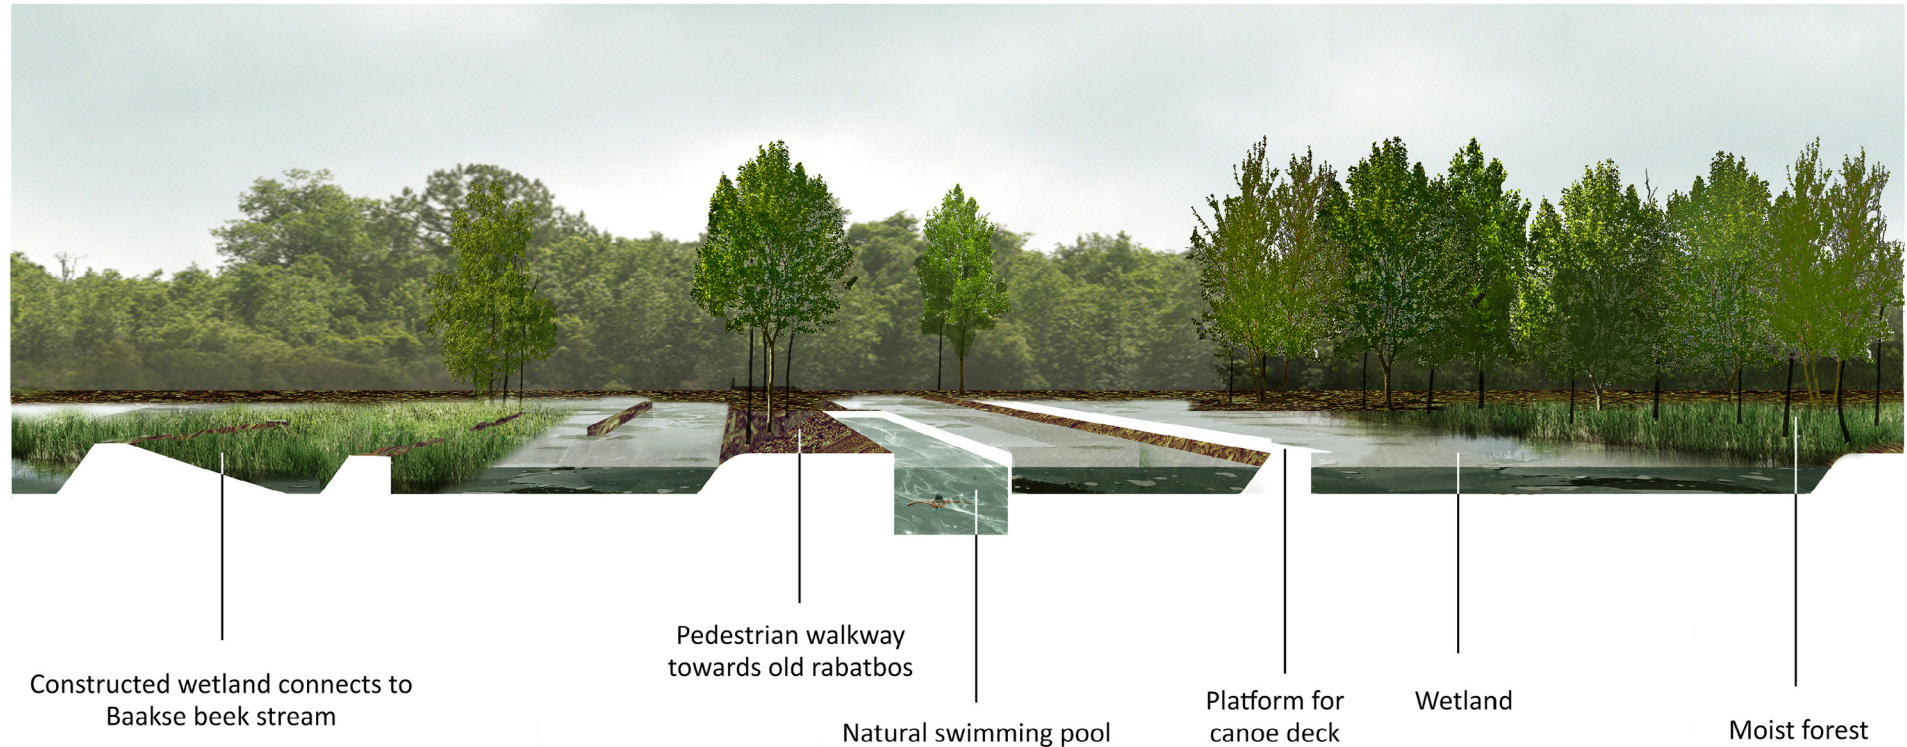 Constructed wetland connects to
Baakse beek stream
Pedestrian walkway
towards old rabatbos
Natural swimming pool
Platform for
canoe deck
Wetland
Moist forest